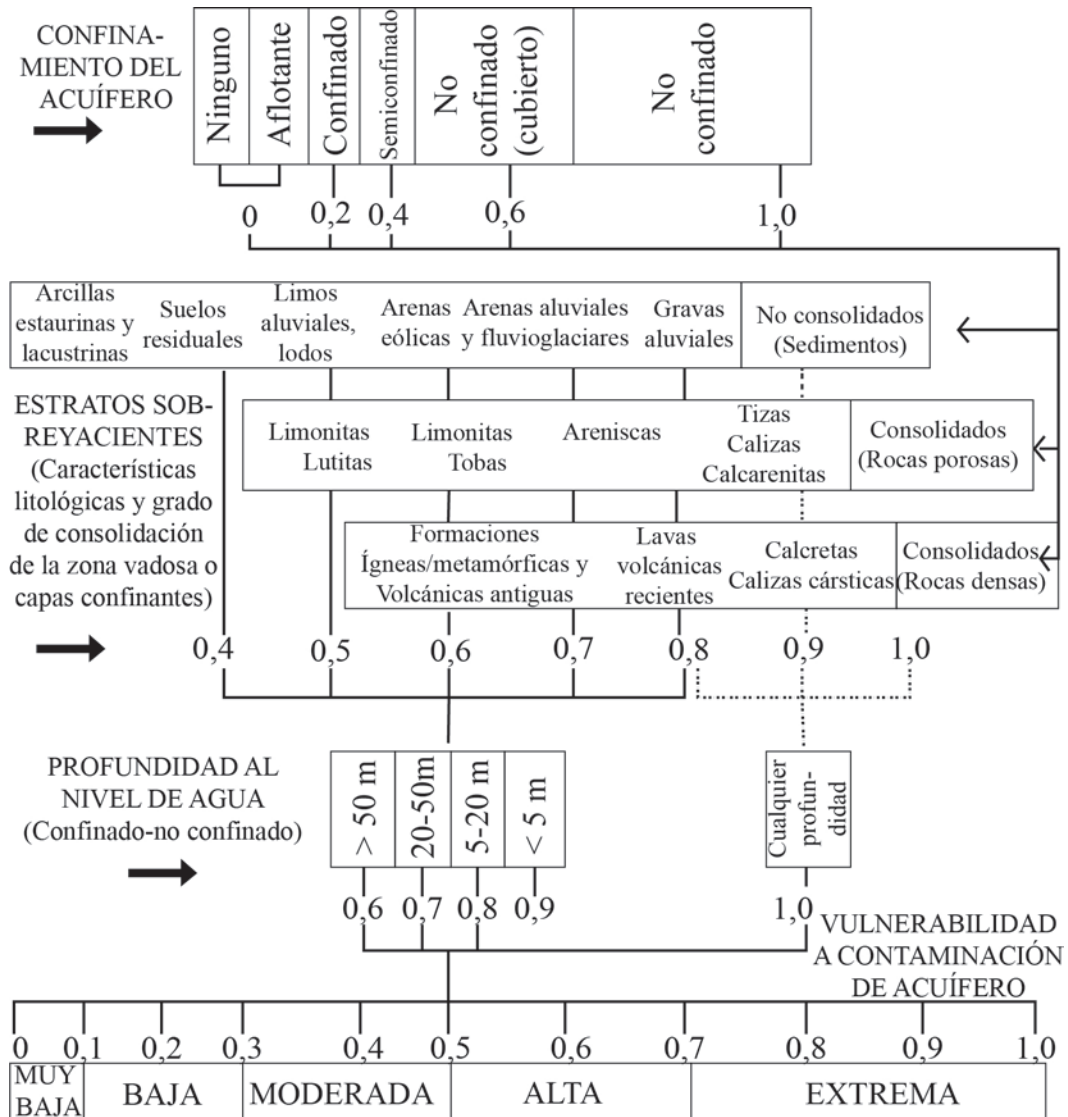 CONFINA-
MIENTO DEL
ACUÍFERO
Ninguno
Aflotante
Confinado
Semiconfinado
No
confinado
(cubierto)
No
confinado
0
0,2
0,4
0,6
1,0
Arcillas
estaurinas y
lacustrinas
Suelos
residuales
Limos
aluviales,
lodos
Arenas
eólicas
Arenas aluviales
y fluvioglaciares
Gravas
aluviales
No consolidados
(Sedimentos)
ESTRATOS SOB-
REYACIENTES
(Características
litológicas y grado
de consolidación
de la zona vadosa o
capas confinantes)
Limonitas
Lutitas
Limonitas
Tobas
Areniscas
Tizas
Calizas
Calcarenitas
Consolidados
(Rocas porosas)
Formaciones
Ígneas/metamórficas y
Volcánicas antiguas
Lavas
volcánicas
recientes
Calcretas
Calizas cársticas
Consolidados
(Rocas densas)
0,4
0,5
0,6
0,7
0,8
0,9
1,0
PROFUNDIDAD AL
NIVEL DE AGUA
(Confinado-no confinado)
> 50 m
20-50m
5-20 m
< 5 m
Cualquier
profun-
didad
0,6
0,7
0,8
0,9
1,0
VULNERABILIDAD
A CONTAMINACIÓN
DE ACUÍFERO
0
0,1
0,2
0,3
0,4
0,5
0,6
0,7
0,8
0,9
1,0
MUY
BAJA
BAJA
MODERADA
ALTA
EXTREMA